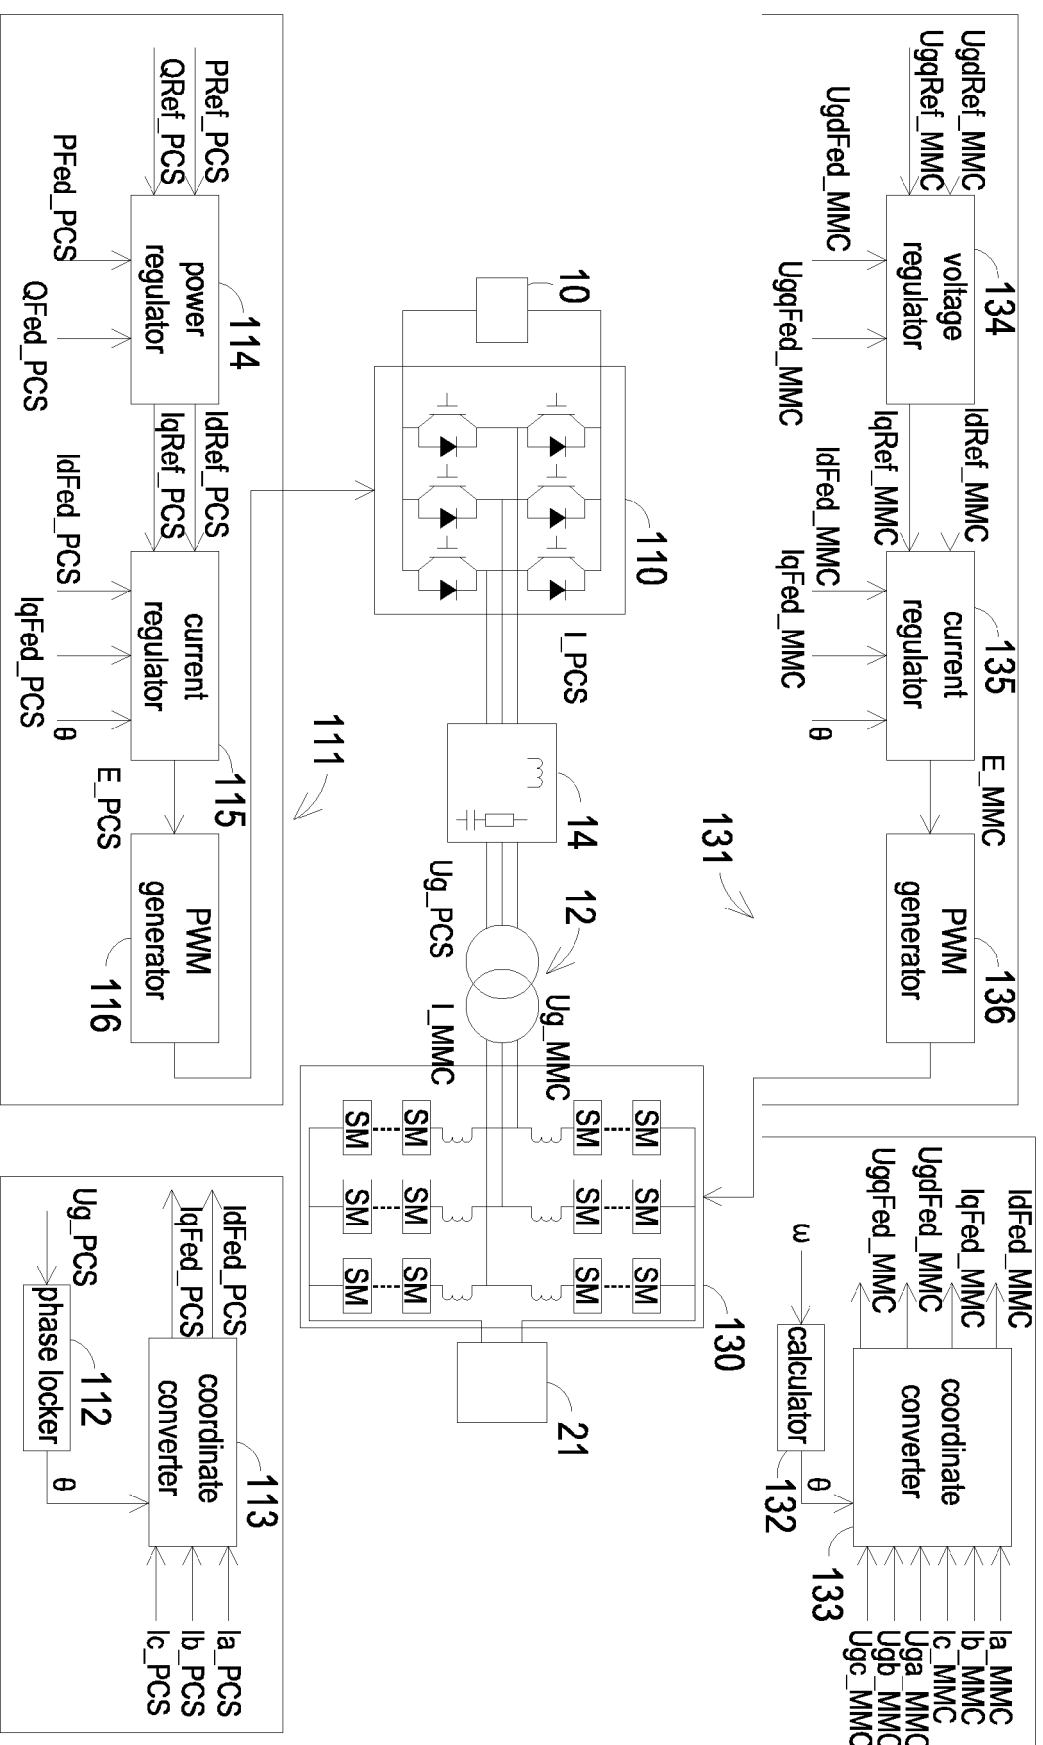 UgdRef_MMC
UgqRef_MMC
UgdFed_MMC
UgqFed_MMC
voltage
regulator
134
IdRef_MMC
IqRef_MMC
IdFed_MMC
IqFed_MMC
θ
current
regulator
135
E_MMC
PWM
generator
136
131
IdFed_MMC
IqFed_MMC
UgdFed_MMC
UgqFed_MMC
ω
calculator
132
θ
coordinate
converter
133
Ia_MMC
Ib_MMC
Ic_MMC
Uga_MMC
Ugb_MMC
Ugc_MMC
10
110
I_PCS
14
Ug_PCS
12
Ug_MMC
I_MMC
SM SM SM
SM SM SM
SM SM SM
SM SM SM
130
21
111
PRef_PCS
QRef_PCS
PFed_PCS
QFed_PCS
power
regulator
114
IdRef_PCS
IqRef_PCS
IdFed_PCS
IqFed_PCS
θ
current
regulator
115
E_PCS
PWM
generator
116
IdFed_PCS
IqFed_PCS
Ug_PCS
phase locker
112
θ
coordinate
converter
113
Ia_PCS
Ib_PCS
Ic_PCS